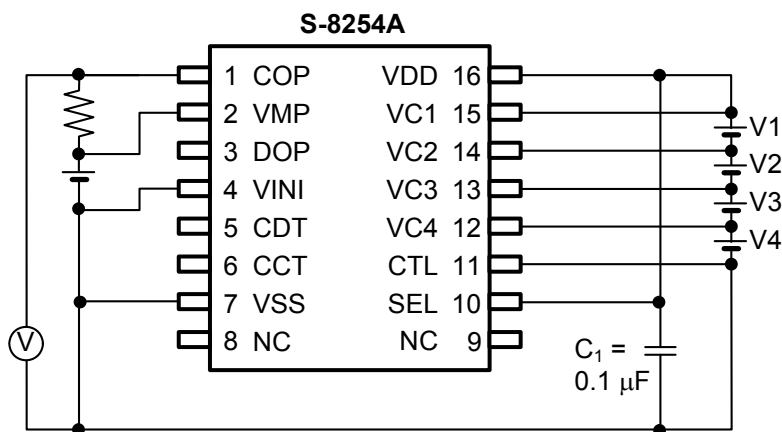 S-8254A
1 COP VDD 16
2 VMP VC1 15
V1
3 DOP VC2 14
V2
4 VINI VC3 13
V3
5 CDT VC4 12
V4
6 CCT CTL 11
7 VSS SEL 10
8 NC NC 9
V
C1 =
0.1 μF